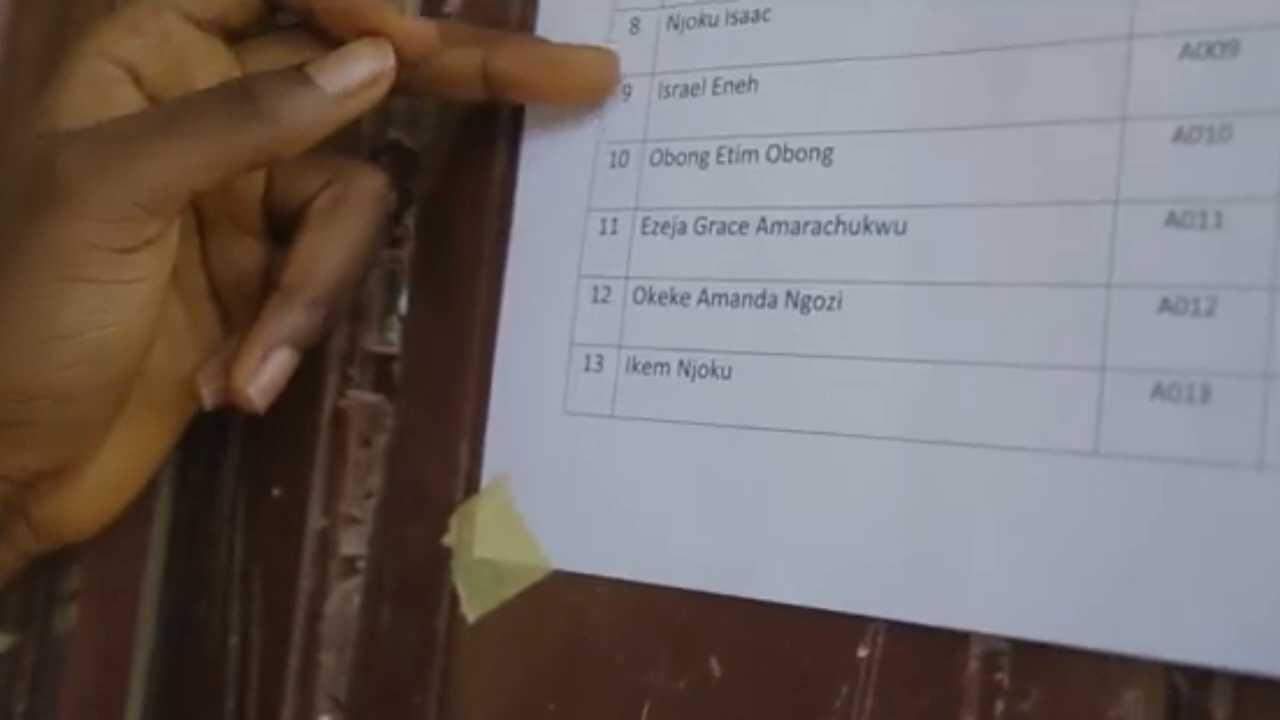 8 Njoku Isaac
9 Israel Eneh A009
10 Obong Etim Obong A010
11 Ezeja Grace Amarachukwu A011
12 Okeke Amanda Ngozi A012
13 Ikem Njoku A013